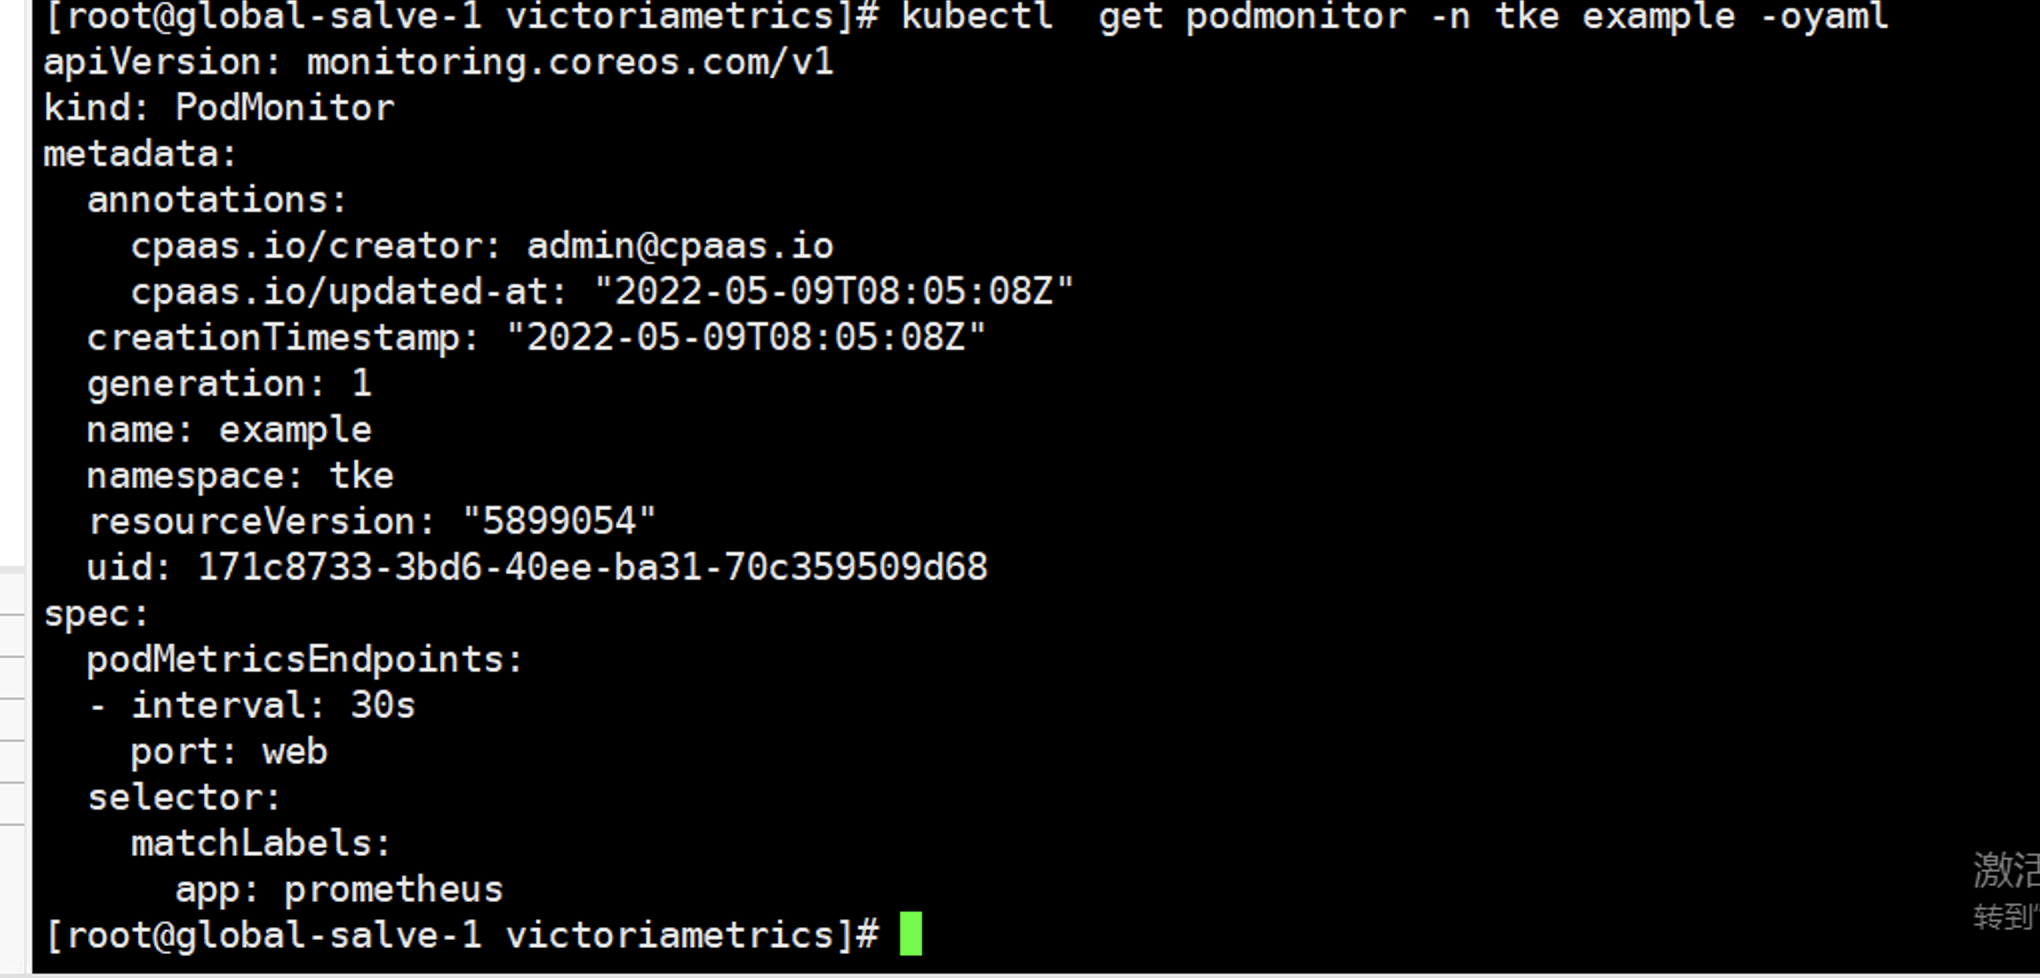 [root@global-salve-1 victoriametrics]# kubectl  get podmonitor -n tke example -oyaml
apiVersion: monitoring.coreos.com/v1
kind: PodMonitor
metadata:
  annotations:
    cpaas.io/creator: admin@cpaas.io
    cpaas.io/updated-at: "2022-05-09T08:05:08Z"
  creationTimestamp: "2022-05-09T08:05:08Z"
  generation: 1
  name: example
  namespace: tke
  resourceVersion: "5899054"
  uid: 171c8733-3bd6-40ee-ba31-70c359509d68
spec:
  podMetricsEndpoints:
  - interval: 30s
    port: web
  selector:
    matchLabels:
      app: prometheus
[root@global-salve-1 victoriametrics]#
激活
转到"